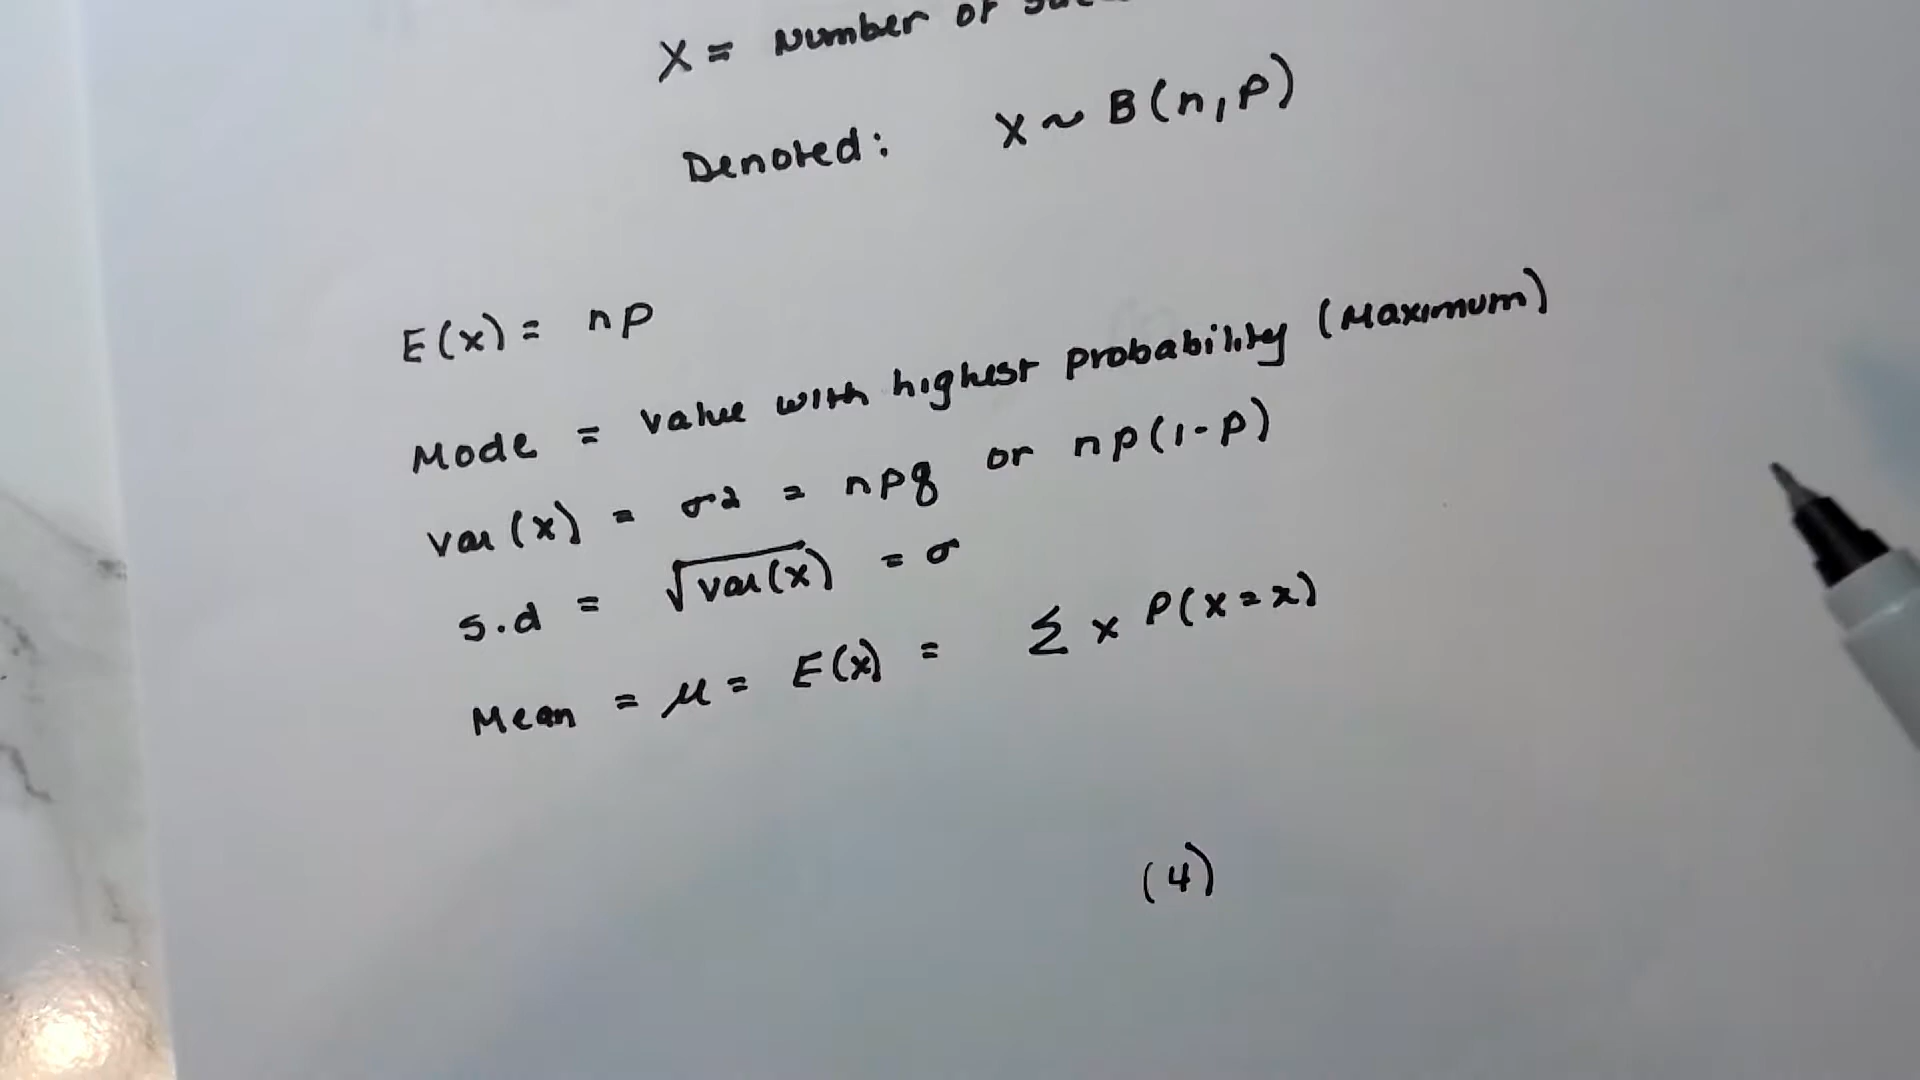 X = Number of
Denoted: X ~ B(n,p)
E(x) = np
Mode = value with highest probability (Maximum)
var(x) = σ2 = npq or np(1-p)
s.d = √var(x) = σ
Mean = μ = E(x) = Σ x P(x=x)
(4)